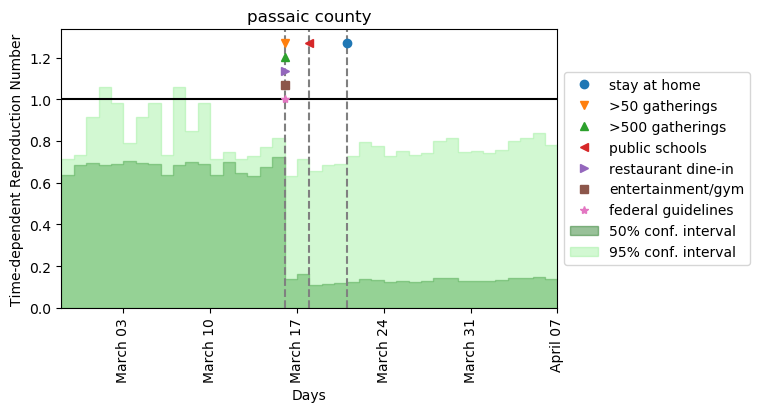 passaic county
Time-dependent Reproduction Number
1.2
1.0
0.8
0.6
0.4
0.2
0.0
March 03
March 10
March 17
March 24
March 31
April 07
Days
stay at home
>50 gatherings
>500 gatherings
public schools
restaurant dine-in
entertainment/gym
federal guidelines
50% conf. interval
95% conf. interval